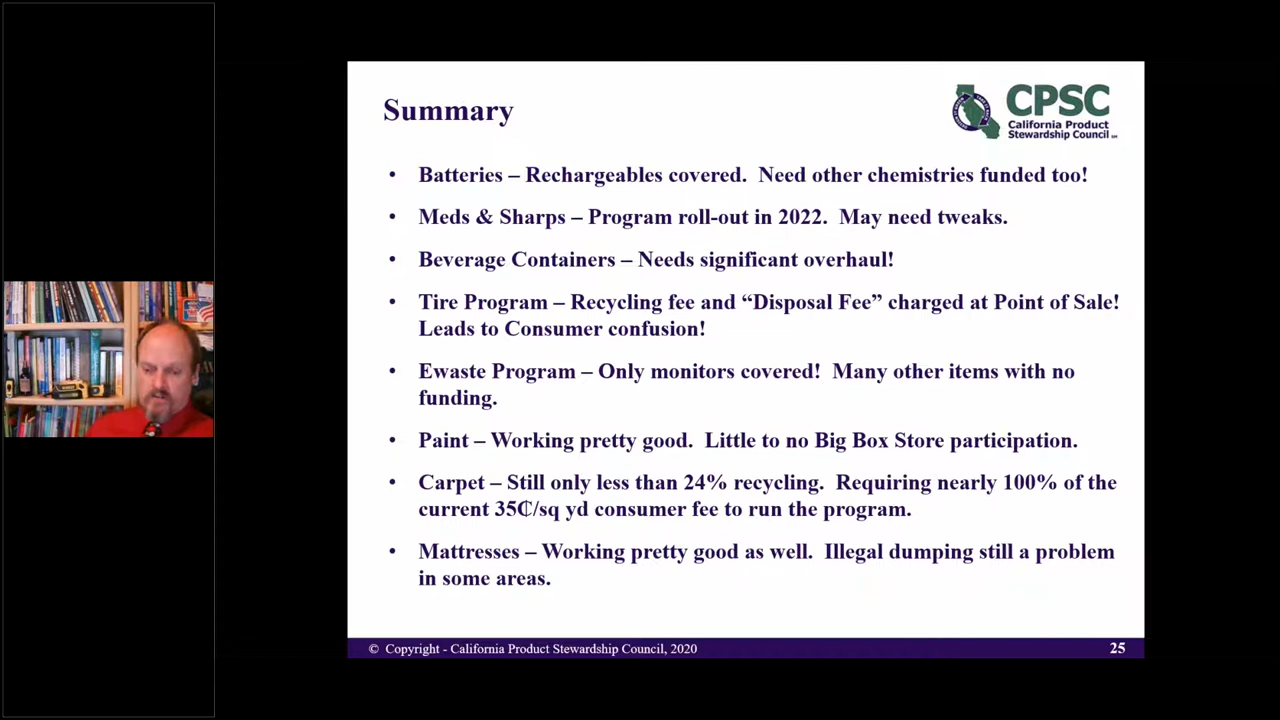 Summary
CPSC
California Product
Stewardship Council
• Batteries – Rechargeables covered. Need other chemistries funded too!
• Meds & Sharps – Program roll-out in 2022. May need tweaks.
• Beverage Containers – Needs significant overhaul!
• Tire Program – Recycling fee and “Disposal Fee” charged at Point of Sale!
Leads to Consumer confusion!
• Ewaste Program – Only monitors covered! Many other items with no
funding.
• Paint – Working pretty good. Little to no Big Box Store participation.
• Carpet – Still only less than 24% recycling. Requiring nearly 100% of the
current 35₵/sq yd consumer fee to run the program.
• Mattresses – Working pretty good as well. Illegal dumping still a problem
in some areas.
© Copyright - California Product Stewardship Council, 2020
25